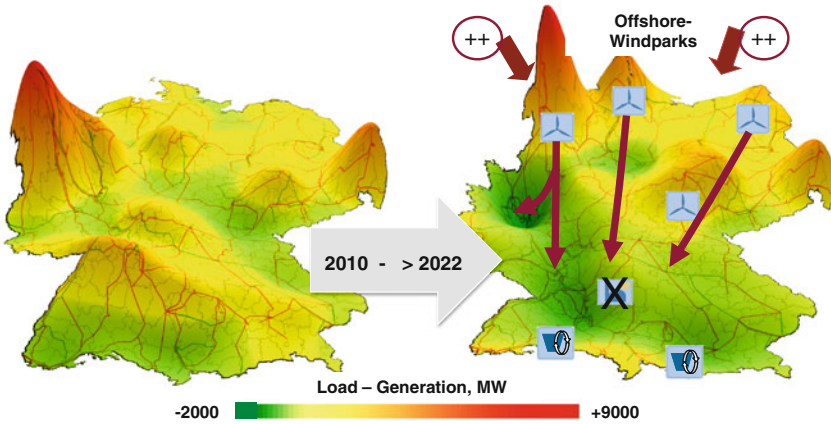 ++
Offshore-
Windparks
++
2010 - > 2022
X
Load – Generation, MW
-2000
+9000